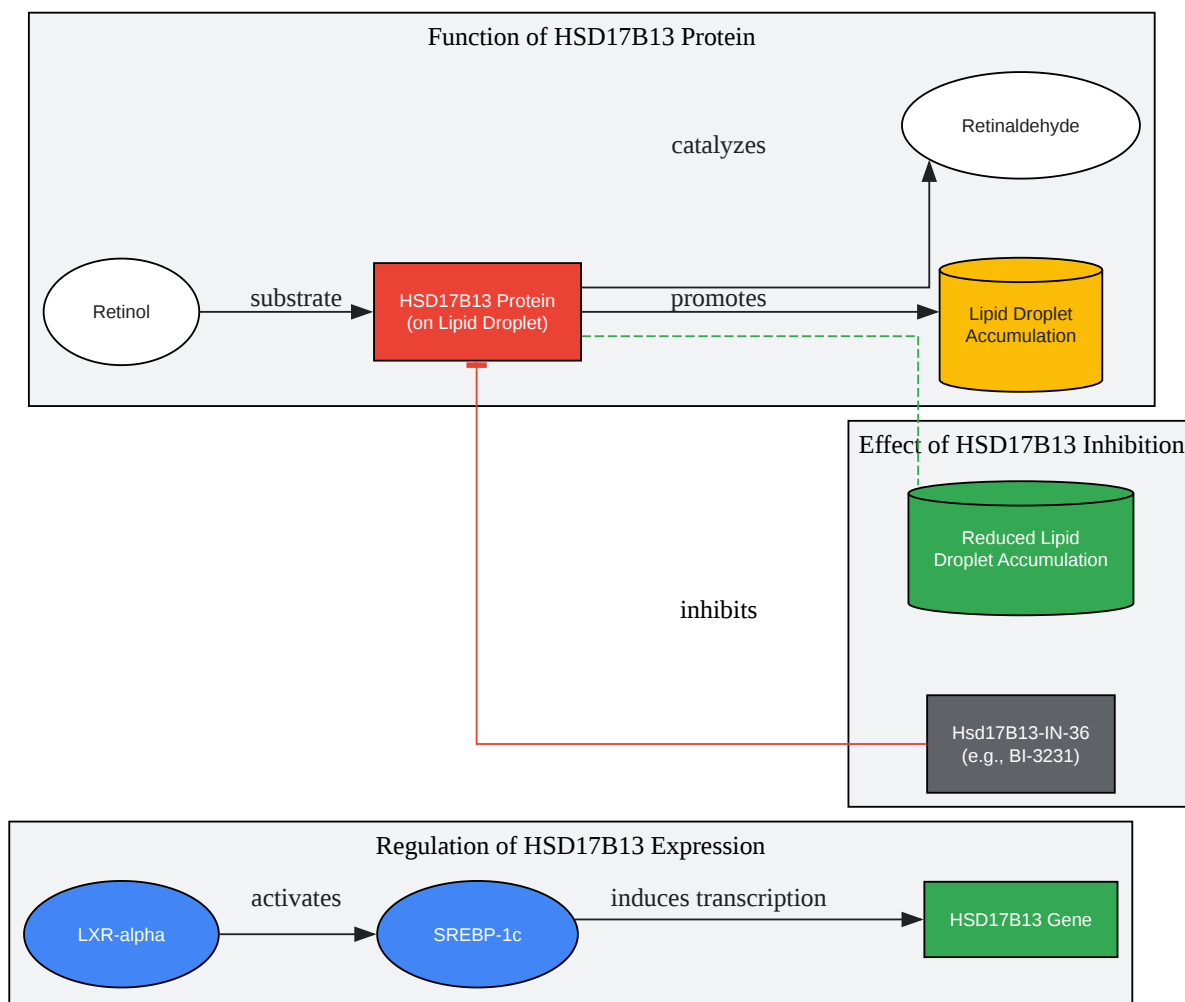 Function of HSD17B13 Protein
Retinaldehyde
catalyzes
Retinol
substrate
HSD17B13 Protein
(on Lipid Droplet)
promotes
Lipid Droplet
Accumulation
Effect of HSD17B13 Inhibition
Reduced Lipid
Droplet Accumulation
inhibits
Hsd17B13-IN-36
(e.g., BI-3231)
Regulation of HSD17B13 Expression
LXR-alpha
activates
SREBP-1c
induces transcription
HSD17B13 Gene